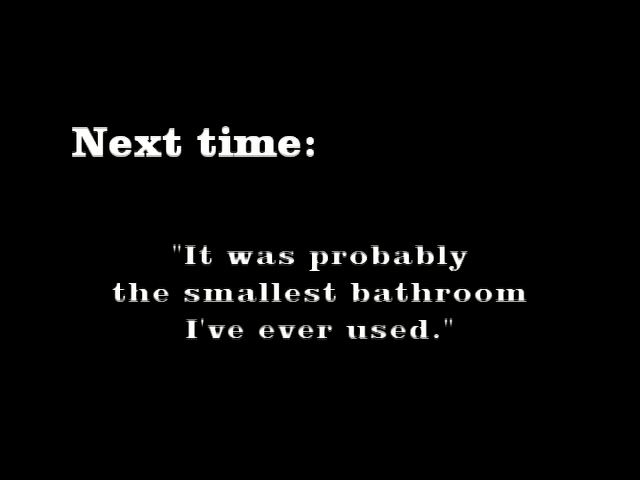 Next time:
"It was probably
the smallest bathroom
I've ever used."